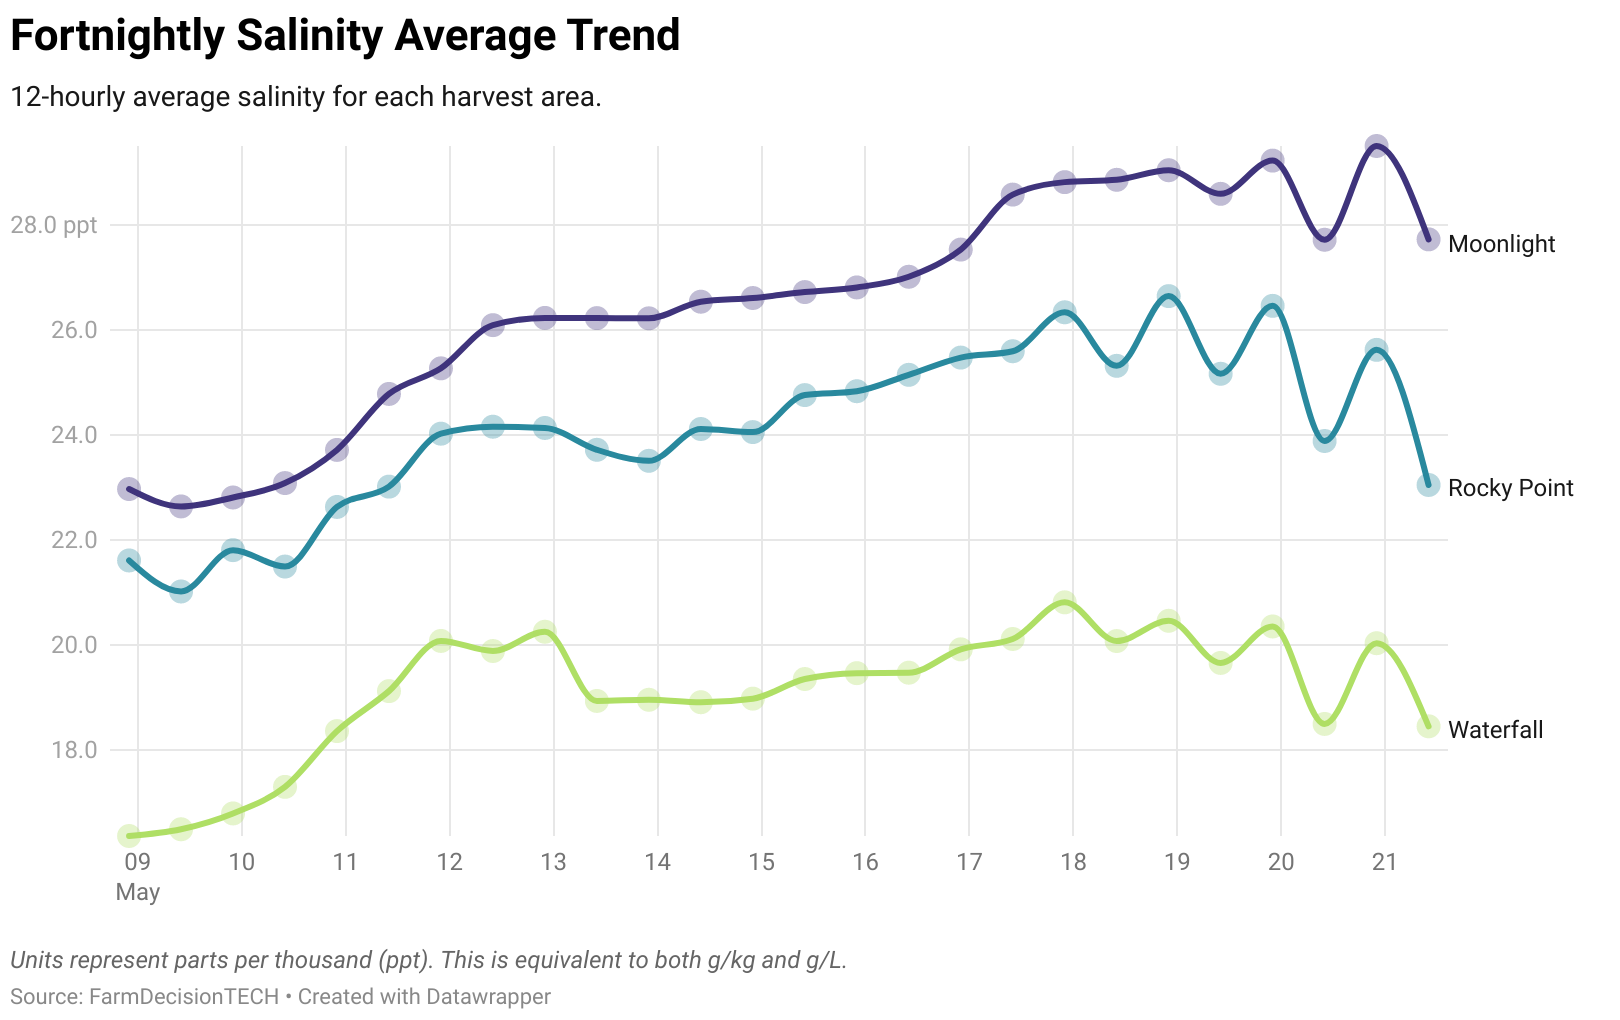 Fortnightly Salinity Average Trend
12-hourly average salinity for each harvest area.
28.0 ppt
26.0
24.0
22.0
20.0
18.0
Moonlight
Rocky Point
Waterfall
09 10 11 12 13 14 15 16 17 18 19 20 21
May
Units represent parts per thousand (ppt). This is equivalent to both g/kg and g/L.
Source: FarmDecisionTECH • Created with Datawrapper